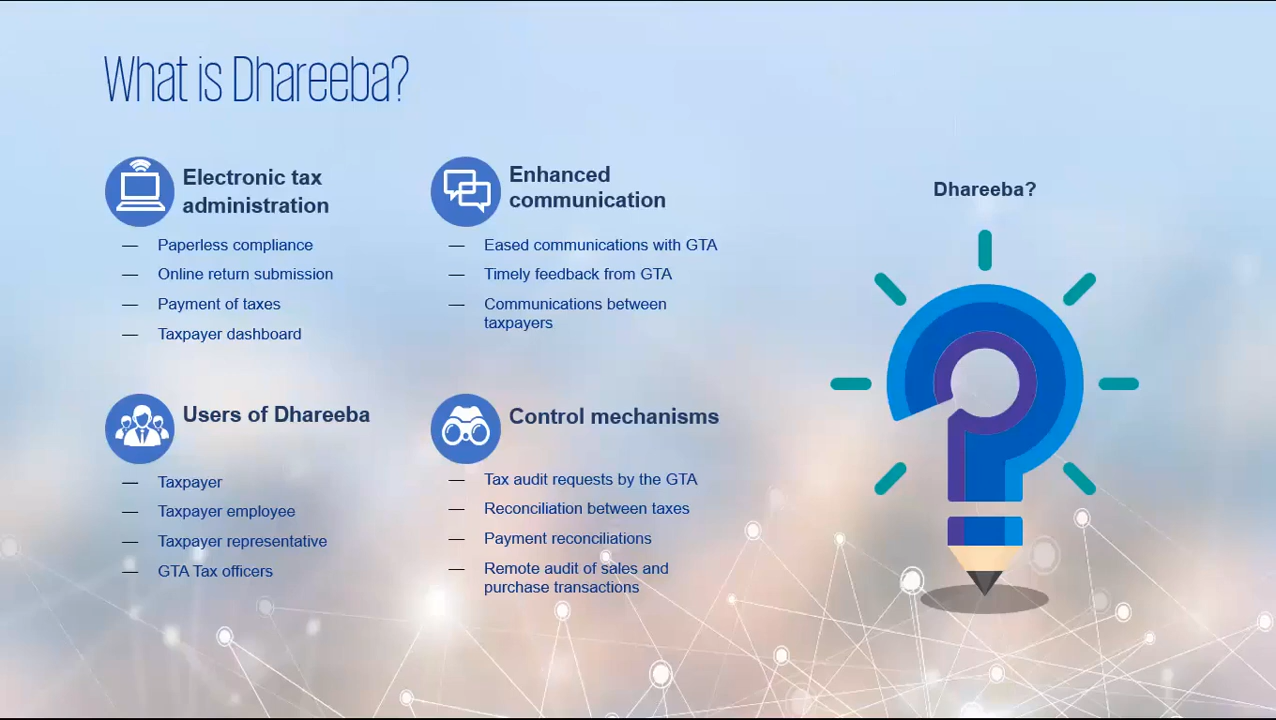 What is Dhareeba?
Electronic tax
administration
— Paperless compliance
— Online return submission
— Payment of taxes
— Taxpayer dashboard
Enhanced
communication
— Eased communications with GTA
— Timely feedback from GTA
— Communications between
taxpayers
Users of Dhareeba
— Taxpayer
— Taxpayer employee
— Taxpayer representative
— GTA Tax officers
Control mechanisms
— Tax audit requests by the GTA
— Reconciliation between taxes
— Payment reconciliations
— Remote audit of sales and
purchase transactions
Dhareeba?